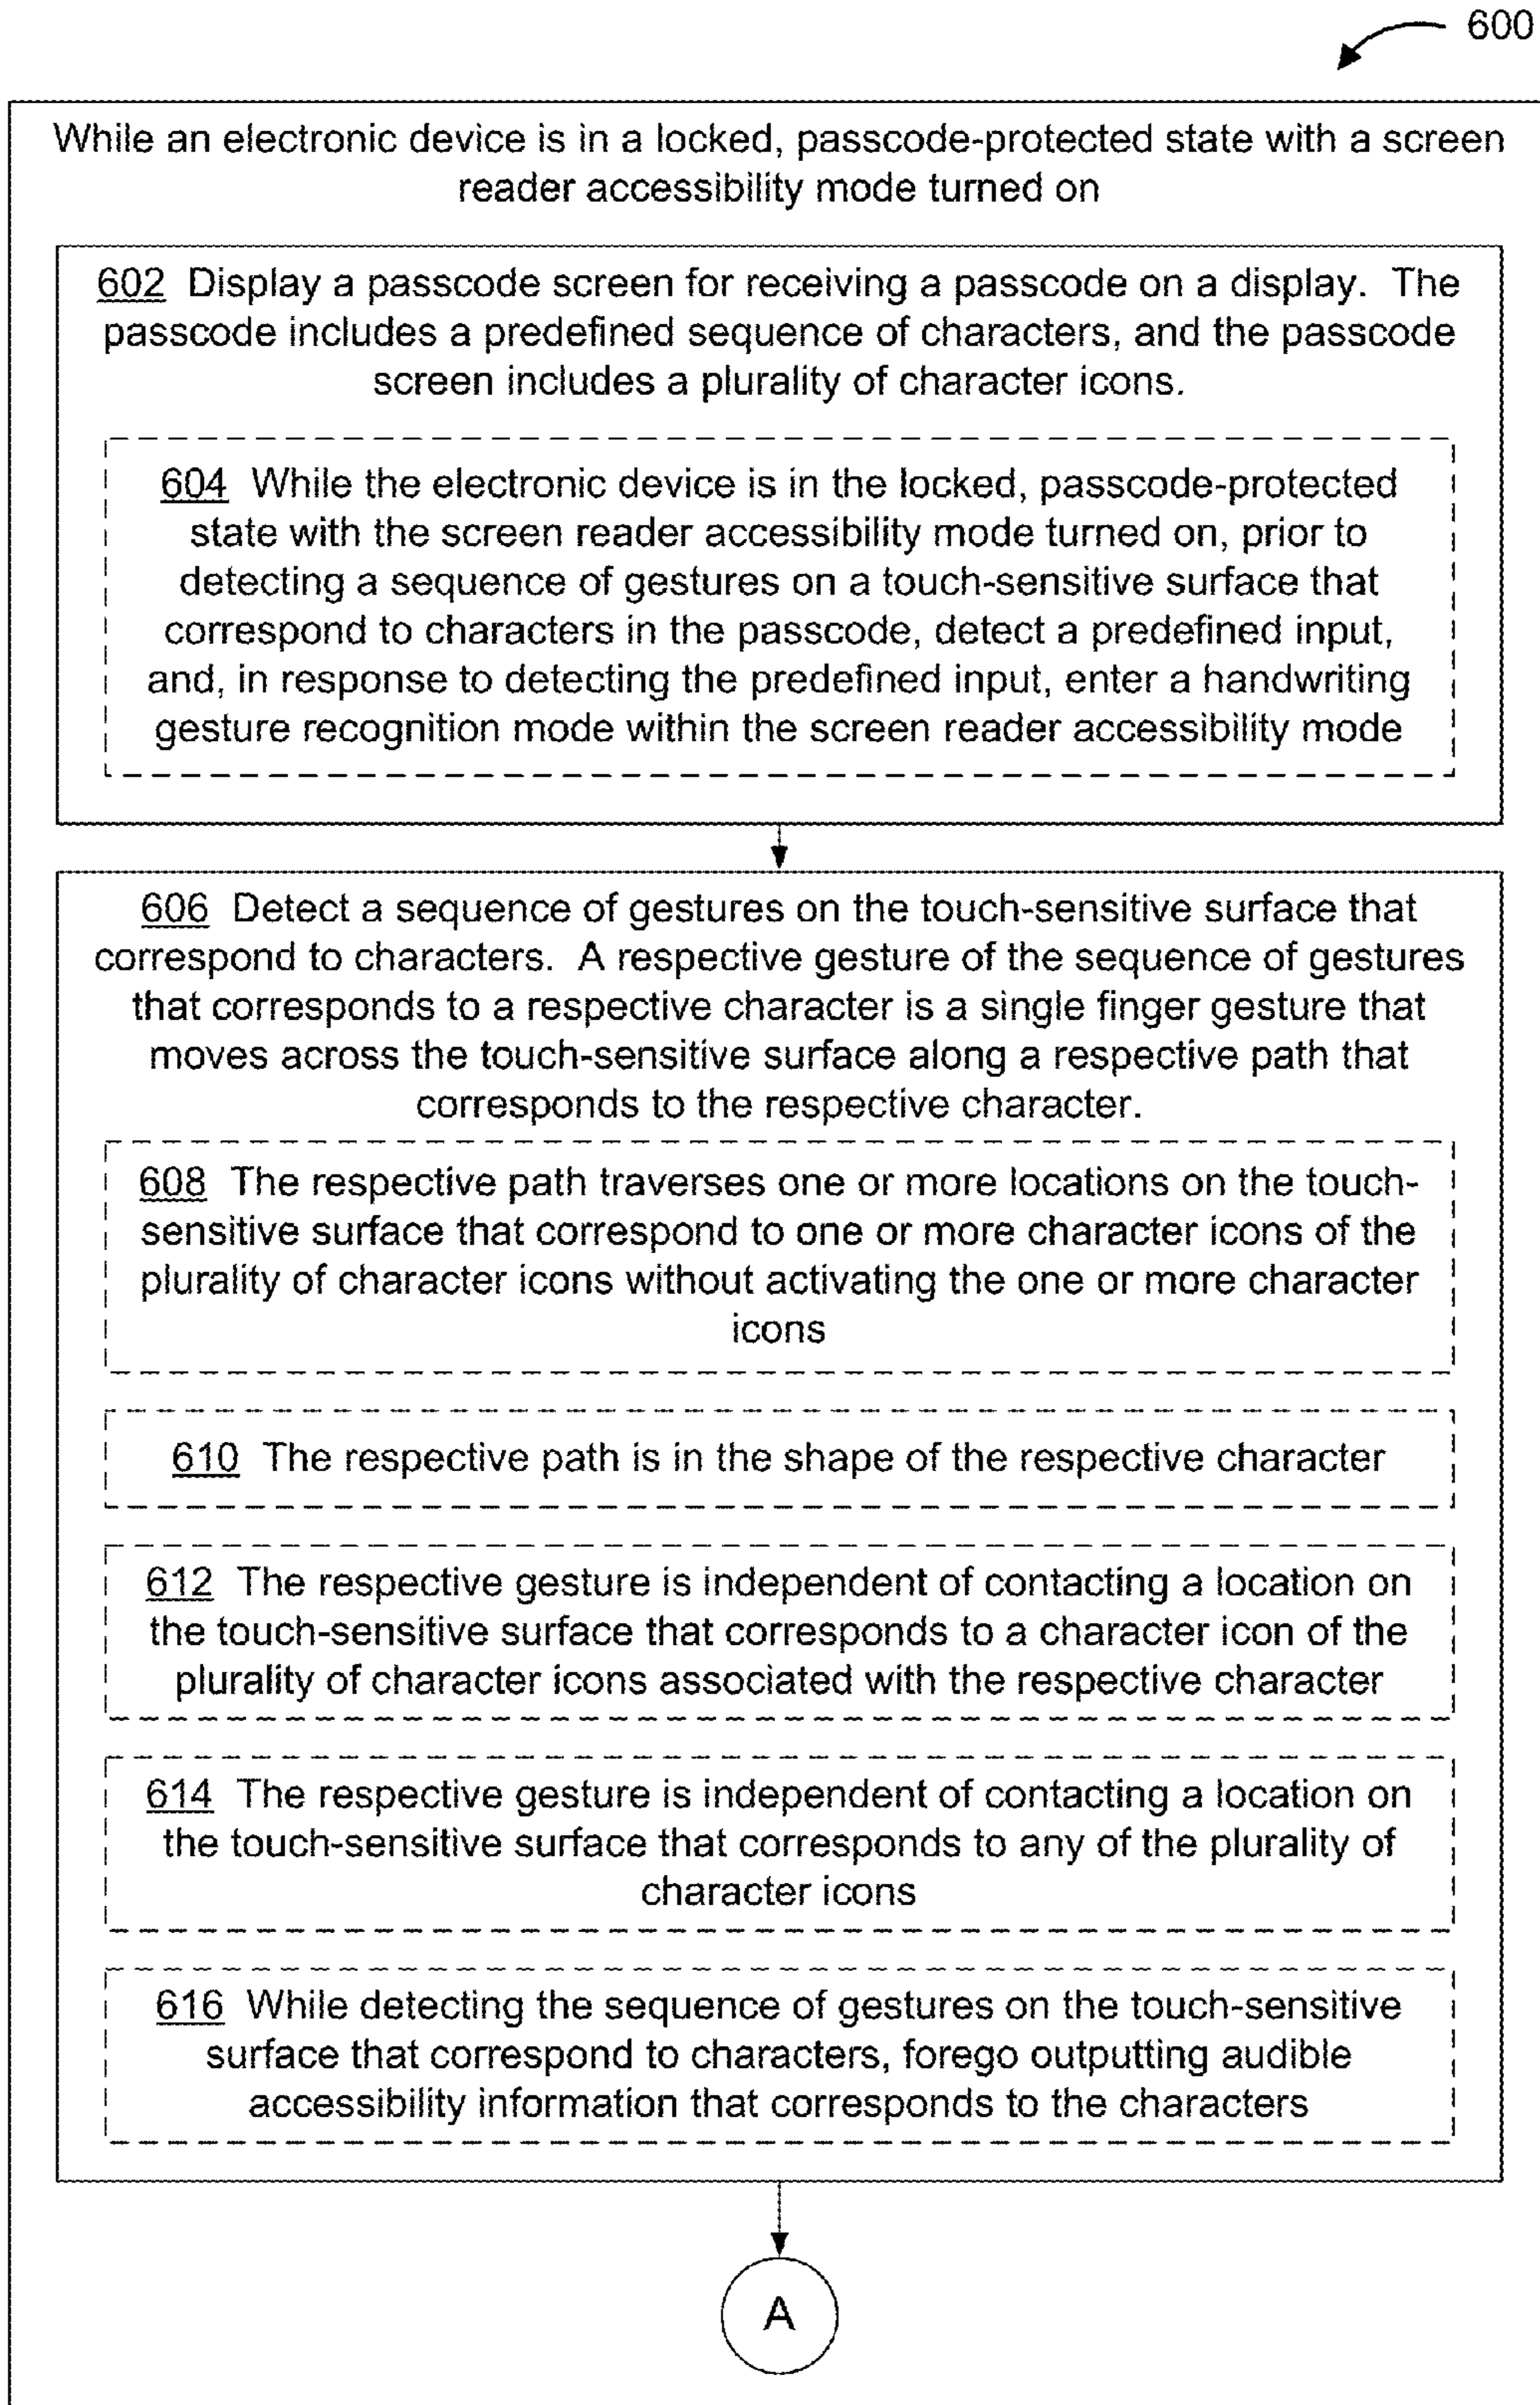 600
While an electronic device is in a locked, passcode-protected state with a screen
reader accessibility mode turned on
602 Display a passcode screen for receiving a passcode on a display. The
passcode includes a predefined sequence of characters, and the passcode
screen includes a plurality of character icons.
604 While the electronic device is in the locked, passcode-protected
state with the screen reader accessibility mode turned on, prior to
detecting a sequence of gestures on a touch-sensitive surface that
correspond to characters in the passcode, detect a predefined input,
and, in response to detecting the predefined input, enter a handwriting
gesture recognition mode within the screen reader accessibility mode
606 Detect a sequence of gestures on the touch-sensitive surface that
correspond to characters. A respective gesture of the sequence of gestures
that corresponds to a respective character is a single finger gesture that
moves across the touch-sensitive surface along a respective path that
corresponds to the respective character.
608 The respective path traverses one or more locations on the touch-
sensitive surface that correspond to one or more character icons of the
plurality of character icons without activating the one or more character
icons
610 The respective path is in the shape of the respective character
612 The respective gesture is independent of contacting a location on
the touch-sensitive surface that corresponds to a character icon of the
plurality of character icons associated with the respective character
614 The respective gesture is independent of contacting a location on
the touch-sensitive surface that corresponds to any of the plurality of
character icons
616 While detecting the sequence of gestures on the touch-sensitive
surface that correspond to characters, forego outputting audible
accessibility information that corresponds to the characters
A